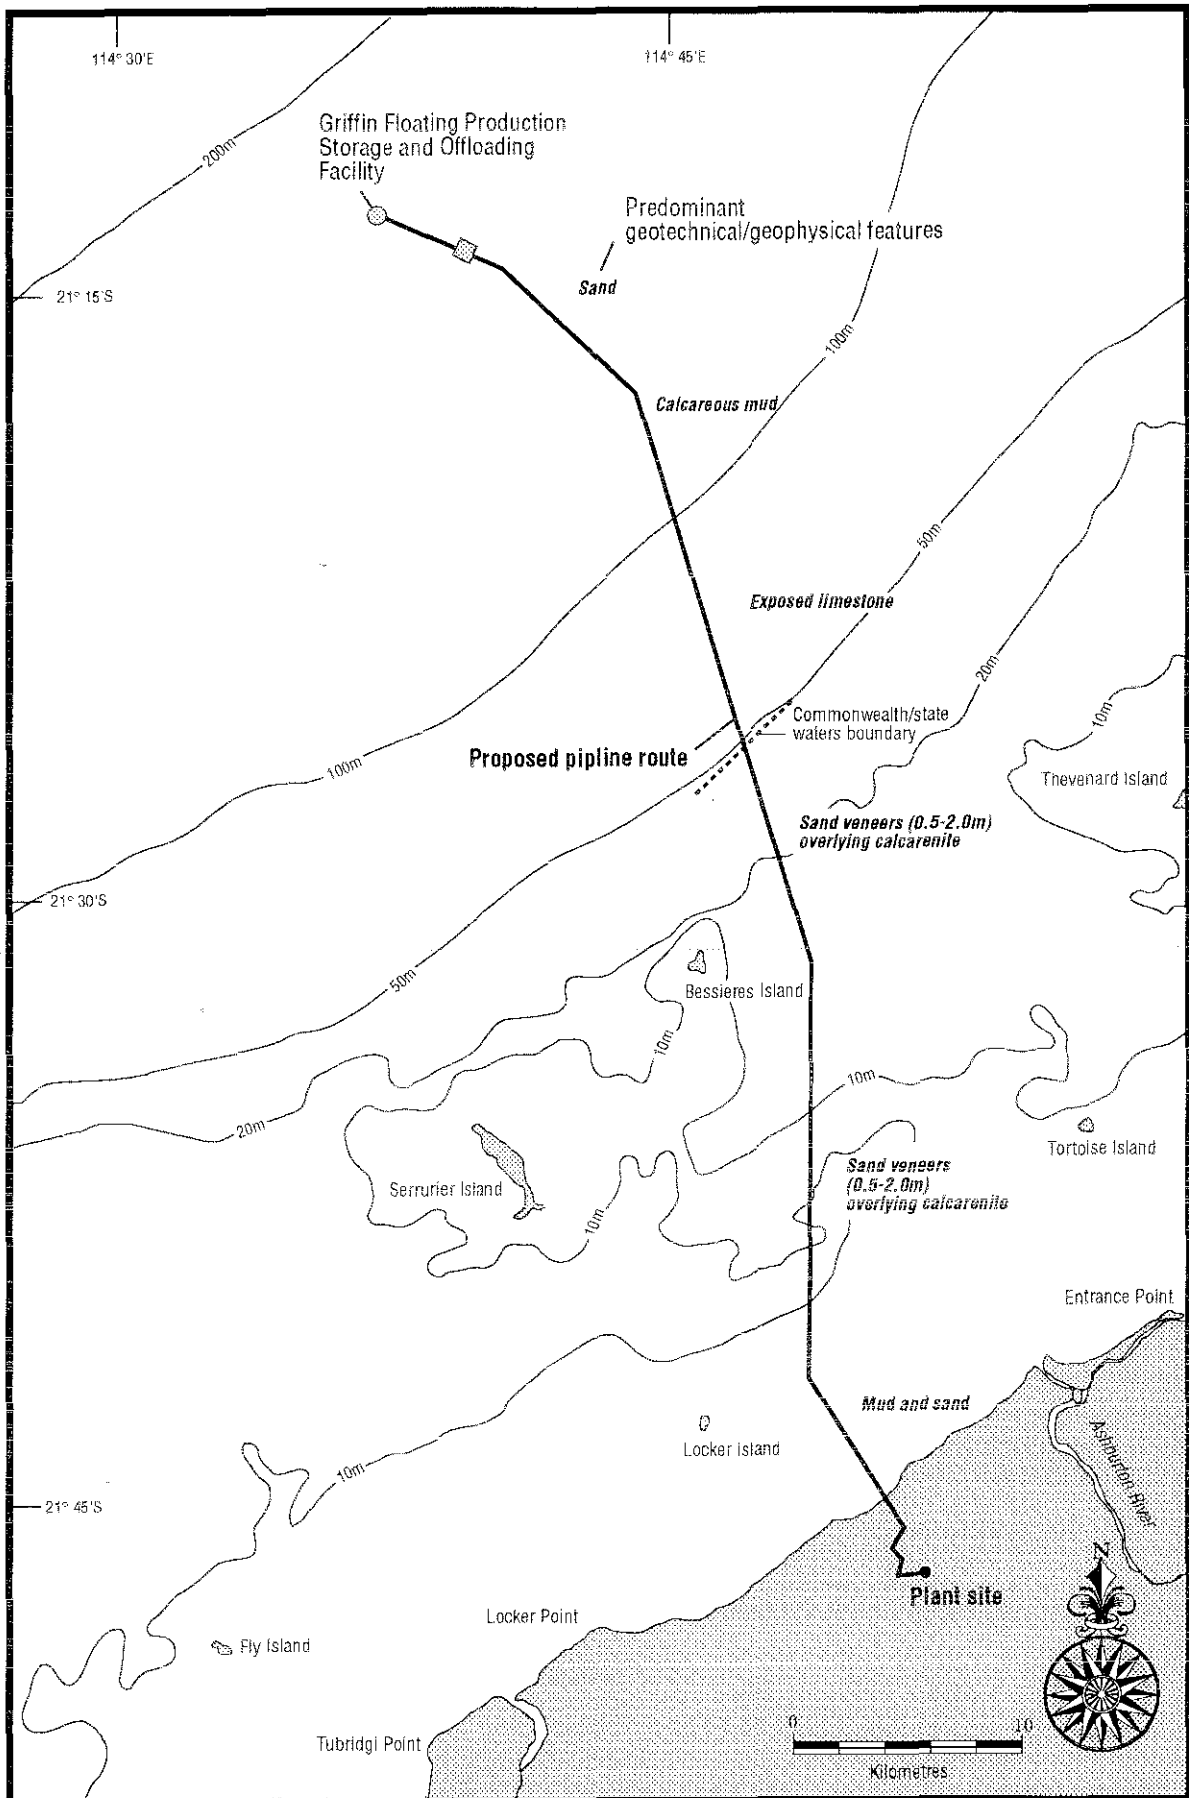 114° 30'E
114° 45'E
200m
Griffin Floating Production
Storage and Offloading
Facility
Predominant
geotechnical/geophysical features
Sand
21° 15'S
100m
Calcareous mud
50m
Exposed limestone
20m
10m
Commonwealth/state
waters boundary
Proposed pipline route
100m
Thevenard Island
Sand veneers (0.5-2.0m)
overlying calcarenite
21° 30'S
50m
Bessieres Island
10m
10m
20m
Tortoise Island
Sand veneers
(0.5-2.0m)
overlying calcarenite
Serrurier Island
10m
Entrance Point
Mud and sand
Locker Island
Ashburton River
10m
21° 45'S
N
Plant site
Locker Point
Fly Island
Tubridgi Point
0
10
Kilometres